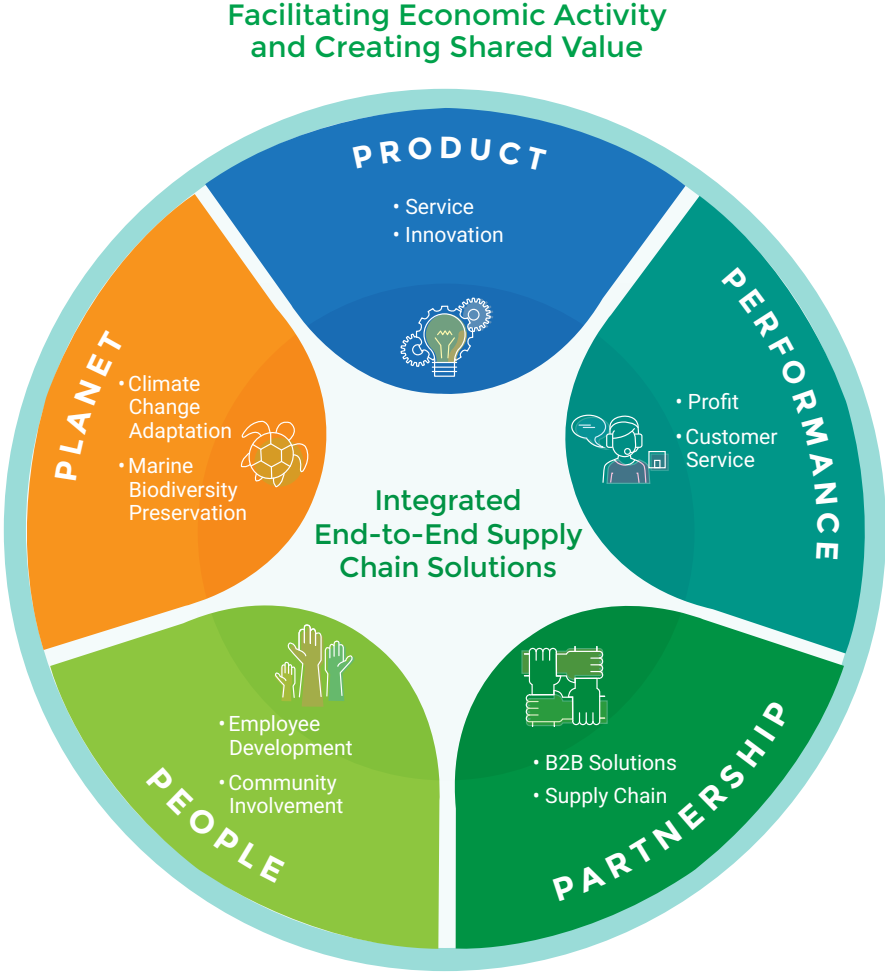 Facilitating Economic Activity
and Creating Shared Value
PRODUCT
• Service
• Innovation
PERFORMANCE
• Profit
• Customer
Service
PARTNERSHIP
• B2B Solutions
• Supply Chain
PEOPLE
• Employee
Development
• Community
Involvement
PLANET
• Climate
Change
Adaptation
• Marine
Biodiversity
Preservation
Integrated
End-to-End Supply
Chain Solutions